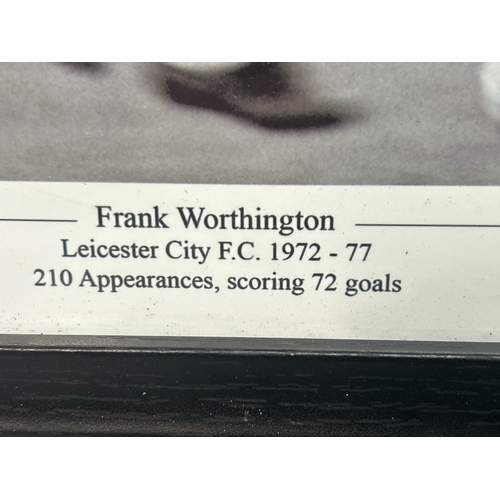 Frank Worthington
Leicester City F.C. 1972 - 77
210 Appearances, scoring 72 goals